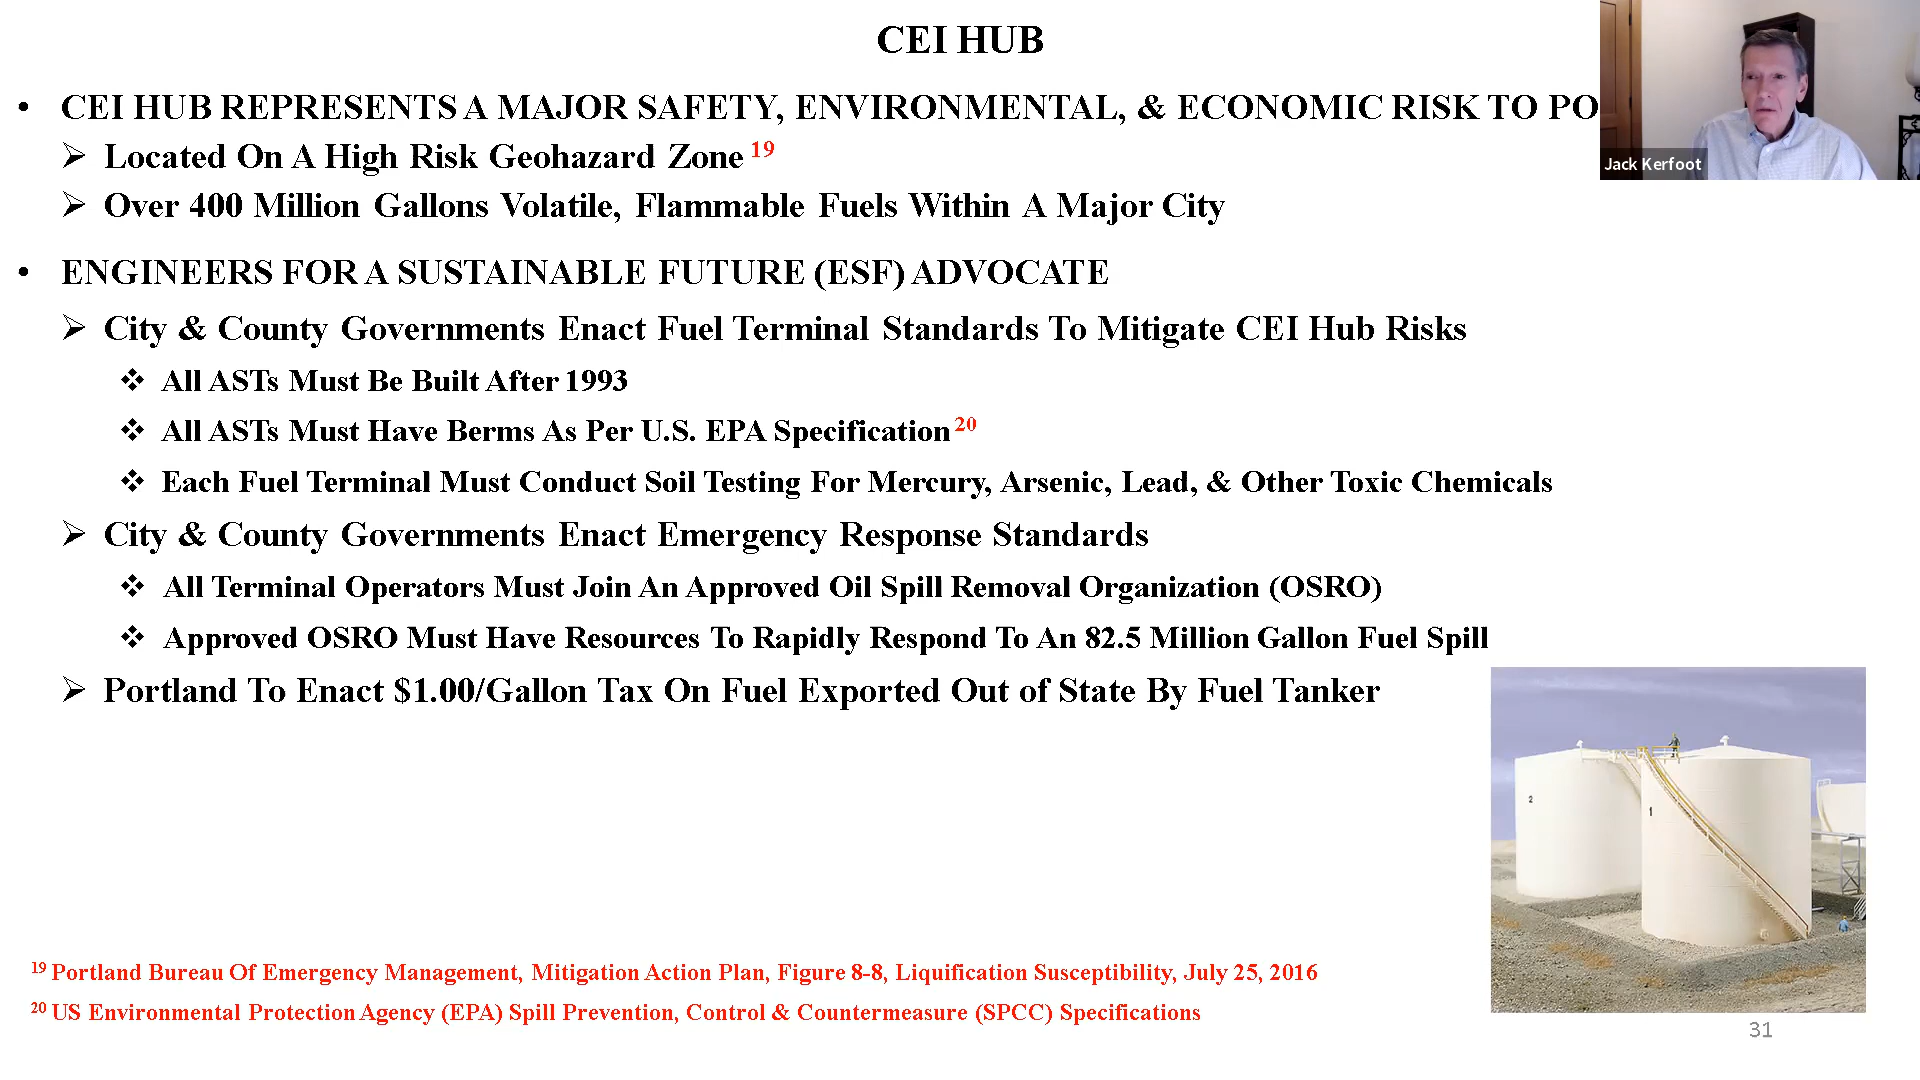 CEI HUB
• CEI HUB REPRESENTS A MAJOR SAFETY, ENVIRONMENTAL, & ECONOMIC RISK TO PO
➢ Located On A High Risk Geohazard Zone 19
➢ Over 400 Million Gallons Volatile, Flammable Fuels Within A Major City
• ENGINEERS FOR A SUSTAINABLE FUTURE (ESF) ADVOCATE
➢ City & County Governments Enact Fuel Terminal Standards To Mitigate CEI Hub Risks
❖ All ASTs Must Be Built After 1993
❖ All ASTs Must Have Berms As Per U.S. EPA Specification 20
❖ Each Fuel Terminal Must Conduct Soil Testing For Mercury, Arsenic, Lead, & Other Toxic Chemicals
➢ City & County Governments Enact Emergency Response Standards
❖ All Terminal Operators Must Join An Approved Oil Spill Removal Organization (OSRO)
❖ Approved OSRO Must Have Resources To Rapidly Respond To An 82.5 Million Gallon Fuel Spill
➢ Portland To Enact $1.00/Gallon Tax On Fuel Exported Out of State By Fuel Tanker
19 Portland Bureau Of Emergency Management, Mitigation Action Plan, Figure 8-8, Liquification Susceptibility, July 25, 2016
20 US Environmental Protection Agency (EPA) Spill Prevention, Control & Countermeasure (SPCC) Specifications
31
Jack Kerfoot
2
1